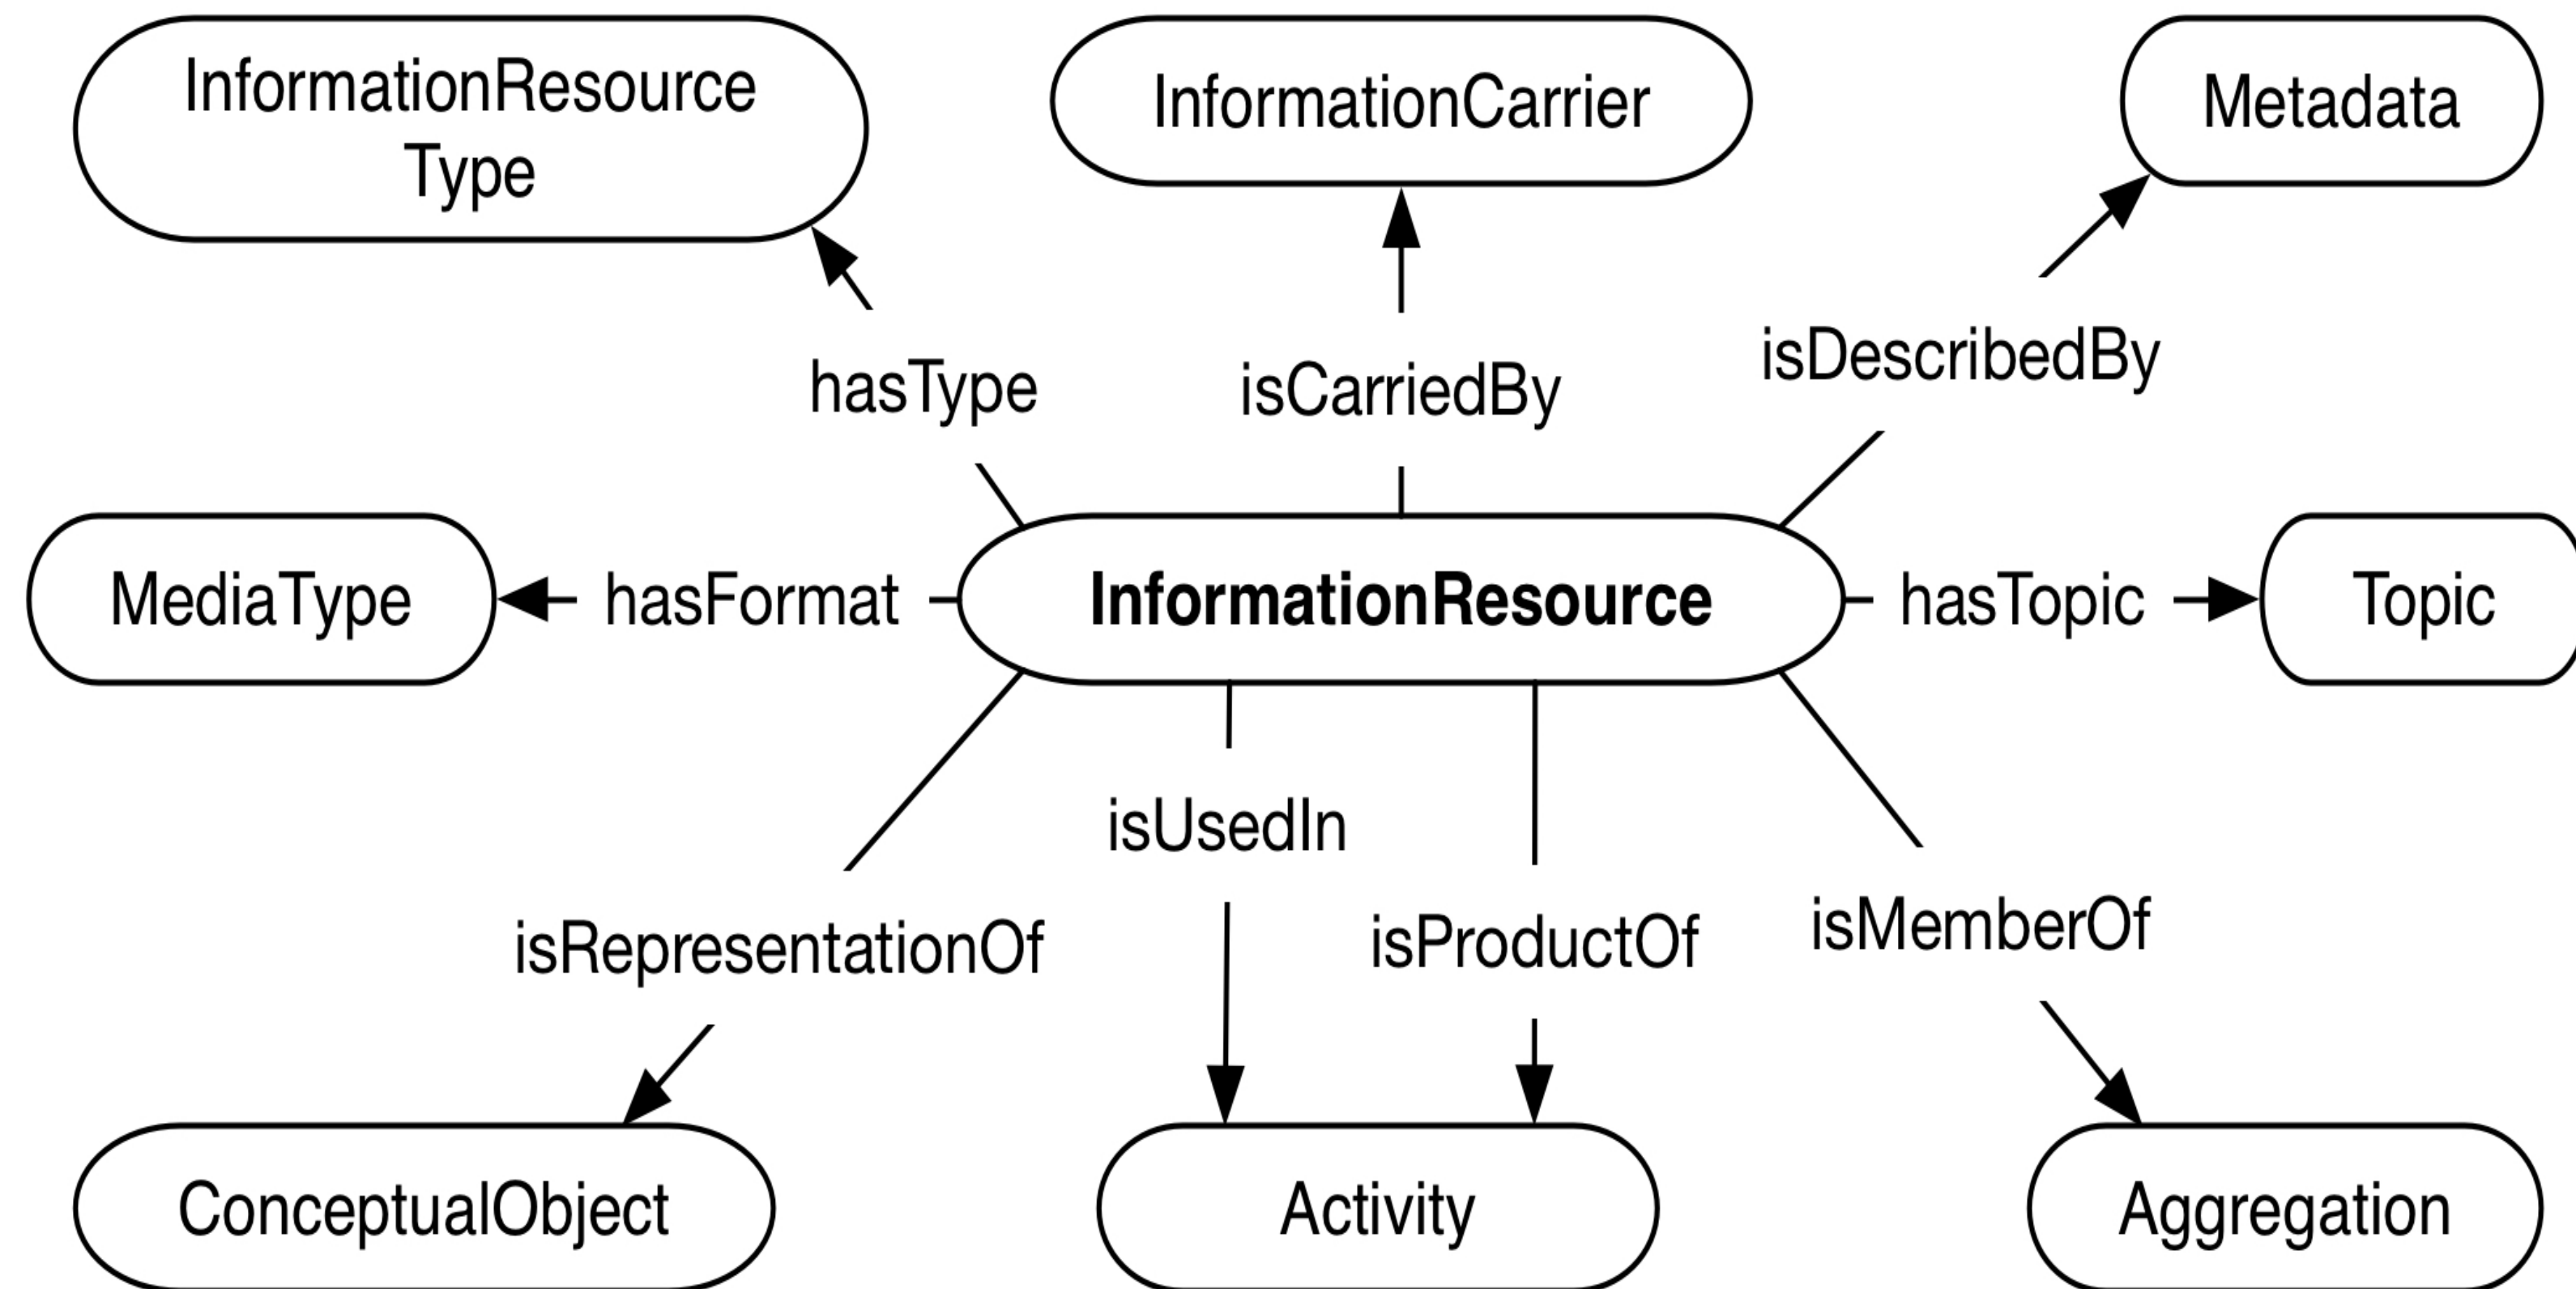 InformationResource
Type
InformationCarrier
Metadata
hasType
isCarriedBy
isDescribedBy
MediaType
hasFormat
InformationResource
hasTopic
Topic
isUsedIn
isRepresentationOf
isProductOf
isMemberOf
ConceptualObject
Activity
Aggregation